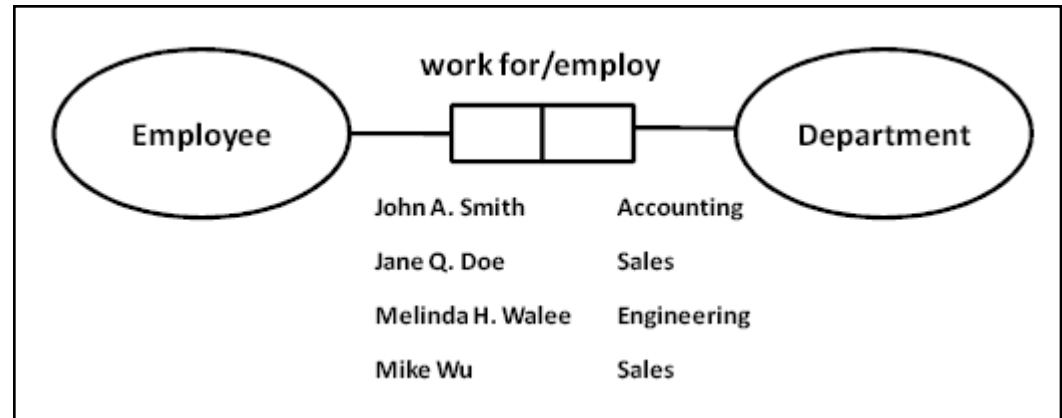 work for/employ
Employee
Department
John A. Smith Accounting
Jane Q. Doe Sales
Melinda H. Walee Engineering
Mike Wu Sales